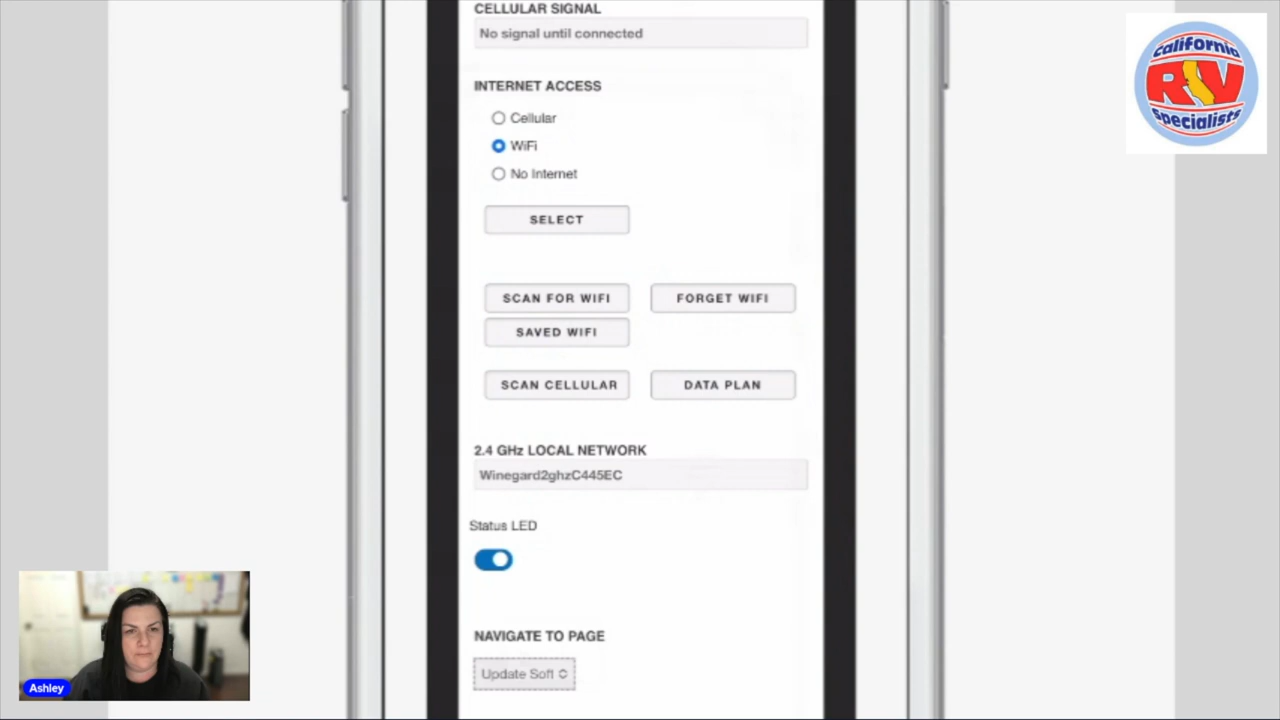 CELLULAR SIGNAL
No signal until connected
INTERNET ACCESS
Cellular
WiFi
No Internet
SELECT
SCAN FOR WIFI
FORGET WIFI
SAVED WIFI
SCAN CELLULAR
DATA PLAN
2.4 GHz LOCAL NETWORK
Winegard2ghzC445EC
Status LED
NAVIGATE TO PAGE
Update Soft
california
RV
Specialists
Ashley